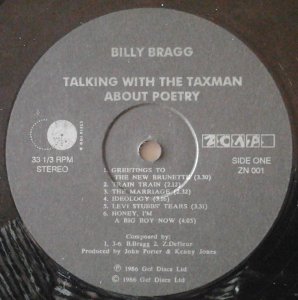 BILLY BRAGG
TALKING WITH THE TAXMAN
ABOUT POETRY
33 1/3 RPM
STEREO
SIDE ONE
ZN 001
1. GREETINGS TO
THE NEW BRUNETTE (3.30)
2. TRAIN TRAIN (2.12)
3. THE MARRIAGE (2.32)
4. IDEOLOGY
5. LEVI STUBBS' TEARS (3.31)
6. HONEY, I'M
A BIG BOY NOW (4.05)
Composed by:
1, 3-6. B.Bragg 2. Z.Defleur
Produced by John Porter & Kenny Jones
℗ 1986 Go! Discs Ltd
© 1986 Go! Discs Ltd